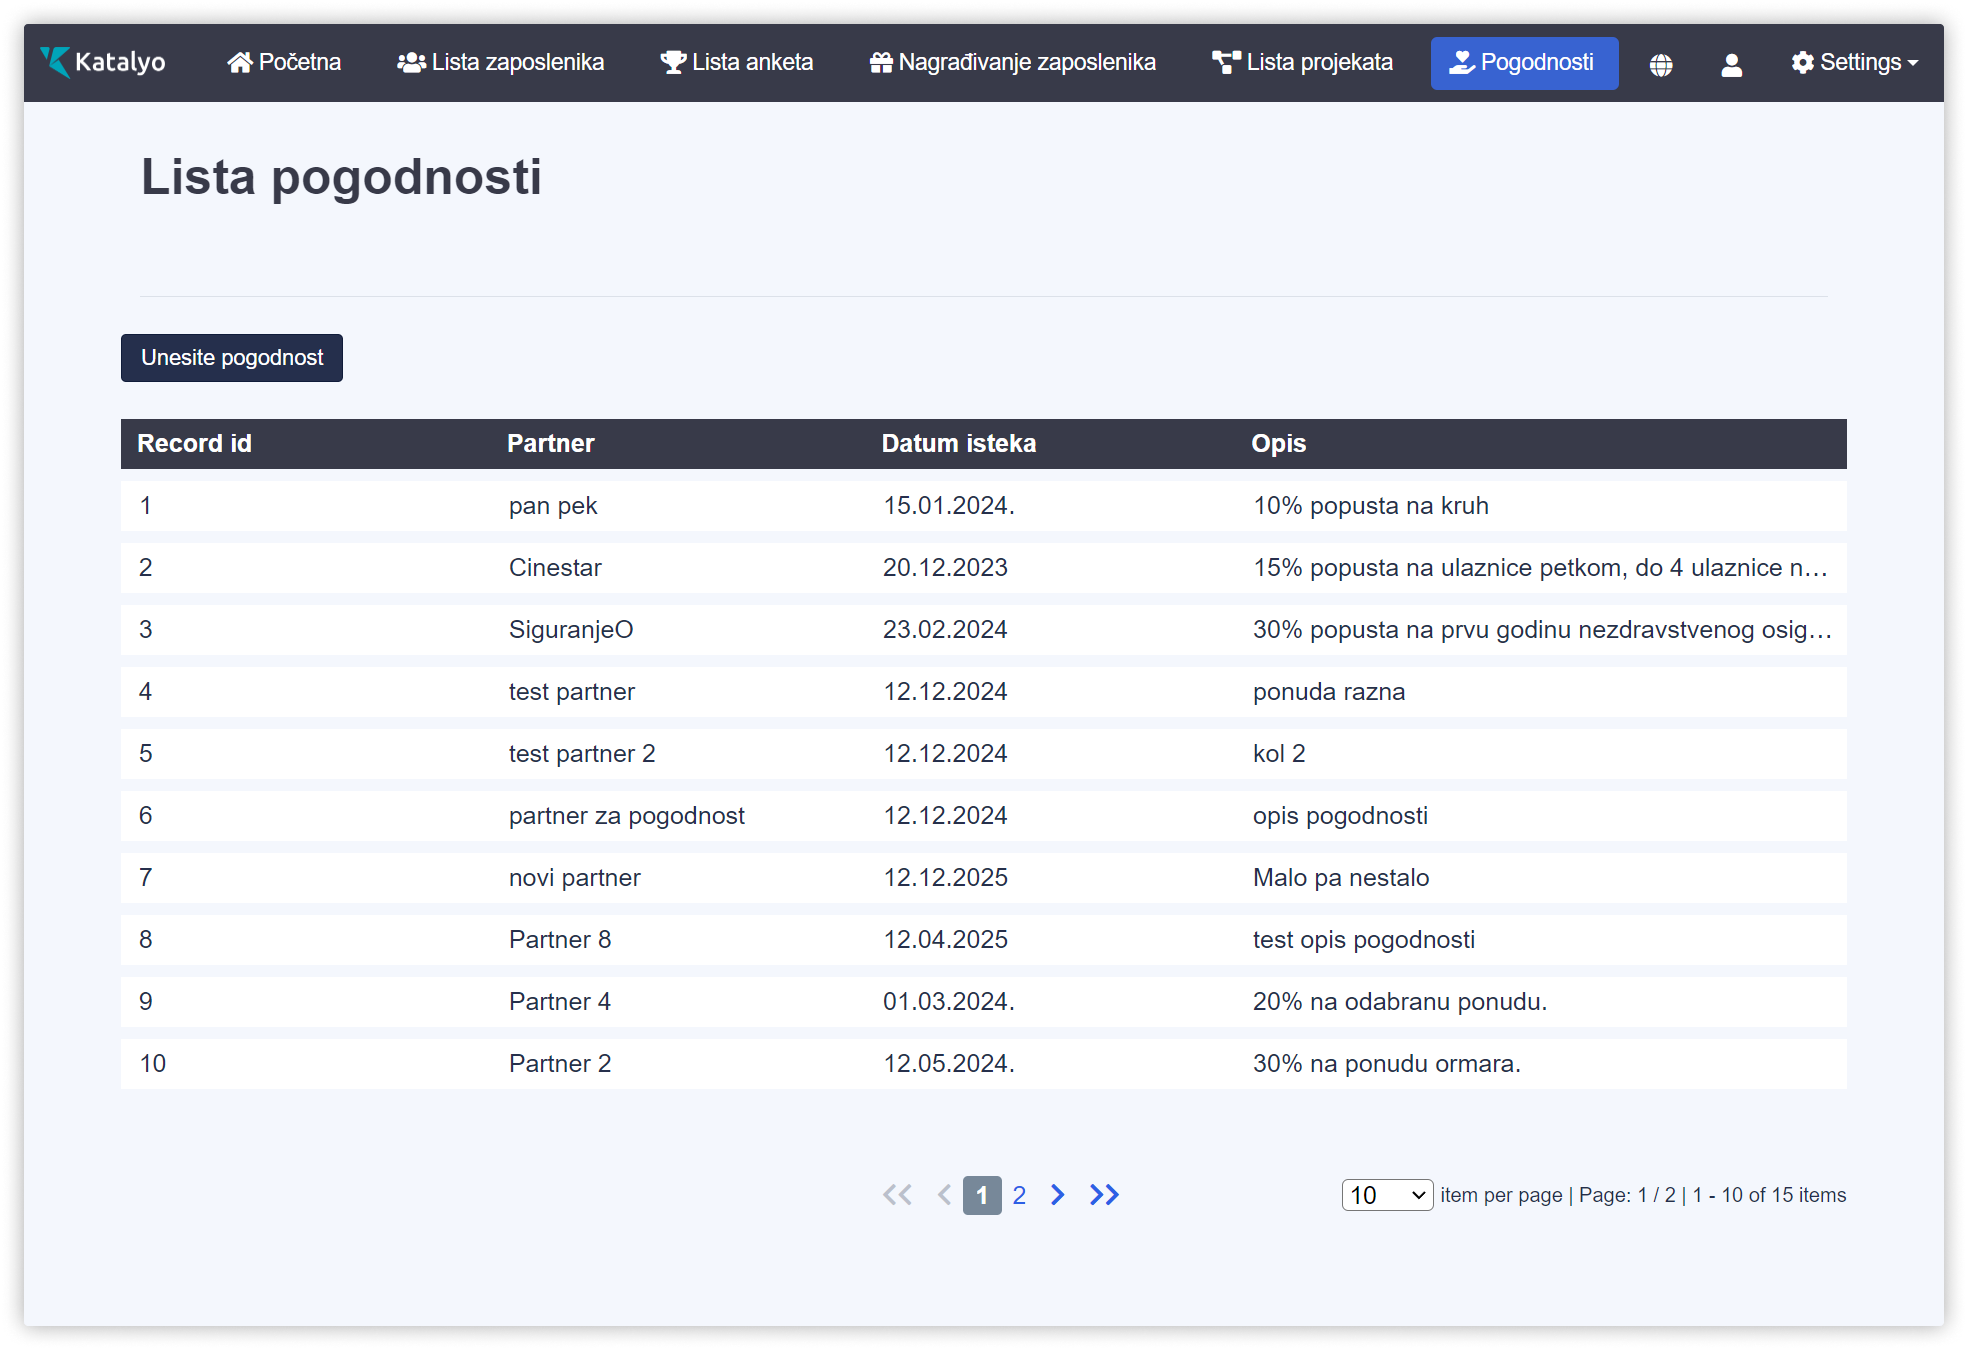 Katalyo Početna Lista zaposlenika Lista anketa Nagrađivanje zaposlenika Lista projekata Pogodnosti Settings
Lista pogodnosti
Unesite pogodnost
Record id Partner Datum isteka Opis
1 pan pek 15.01.2024. 10% popusta na kruh
2 Cinestar 20.12.2023 15% popusta na ulaznice petkom, do 4 ulaznice n...
3 SiguranjeO 23.02.2024 30% popusta na prvu godinu nezdravstvenog osig...
4 test partner 12.12.2024 ponuda razna
5 test partner 2 12.12.2024 kol 2
6 partner za pogodnost 12.12.2024 opis pogodnosti
7 novi partner 12.12.2025 Malo pa nestalo
8 Partner 8 12.04.2025 test opis pogodnosti
9 Partner 4 01.03.2024. 20% na odabranu ponudu.
10 Partner 2 12.05.2024. 30% na ponudu ormara.
1 2 10 item per page | Page: 1 / 2 | 1 - 10 of 15 items